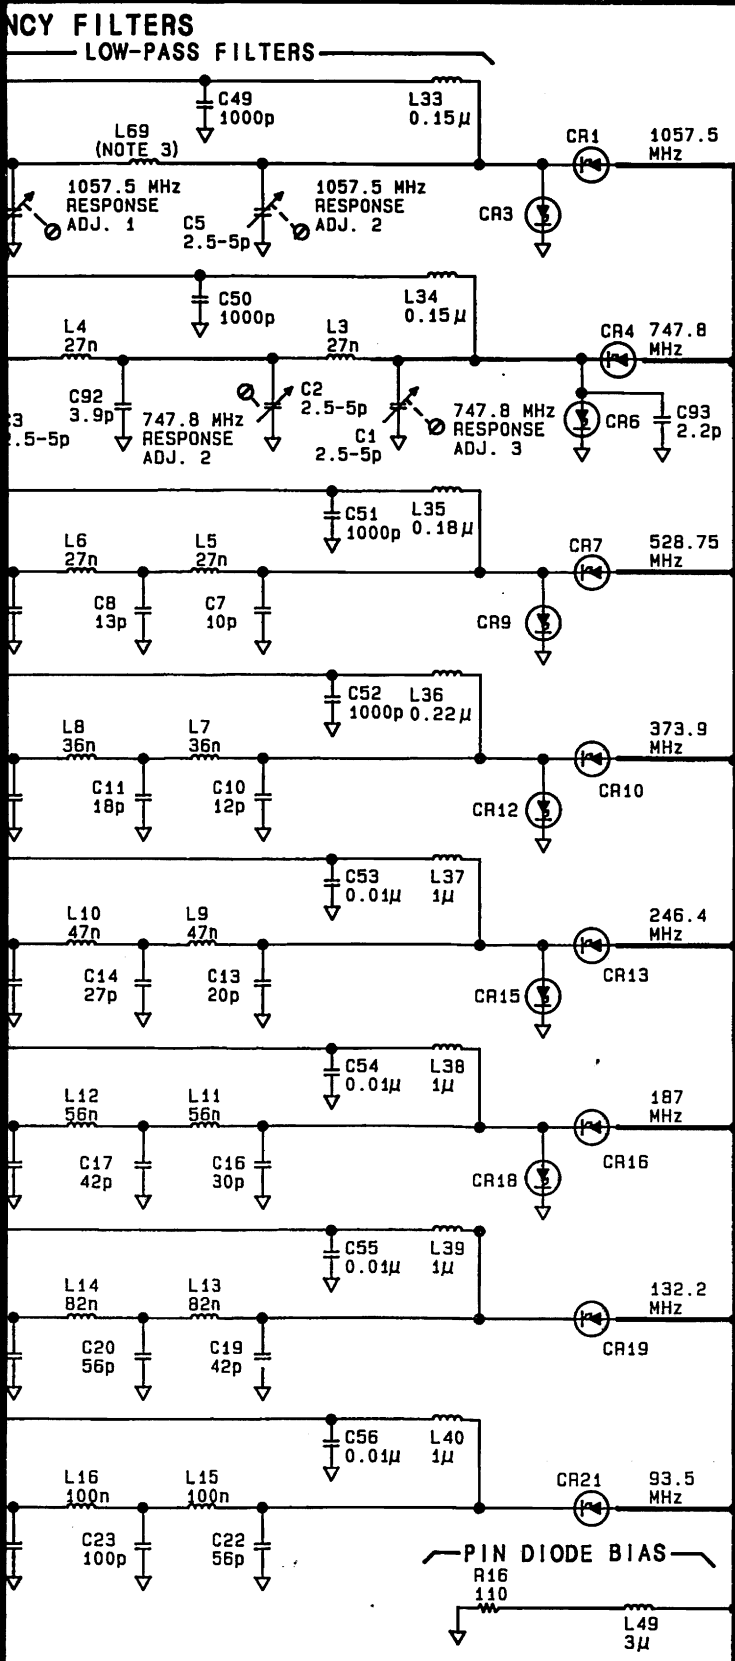 NCY FILTERS
LOW-PASS FILTERS
C49
1000p
L33
0.15µ
L69
(NOTE 3)
CR1
1057.5
MHz
1057.5 MHz
RESPONSE
ADJ. 1
C5
2.5-5p
1057.5 MHz
RESPONSE
ADJ. 2
CR3
C50
1000p
L34
0.15µ
L4
27n
L3
27n
CR4
747.8
MHz
C3
2.5-5p
C92
3.9p
747.8 MHz
RESPONSE
ADJ. 2
C2
2.5-5p
C1
2.5-5p
747.8 MHz
RESPONSE
ADJ. 3
CR6
C93
2.2p
C51
1000p
L35
0.18µ
L6
27n
L5
27n
CR7
528.75
MHz
C8
13p
C7
10p
CR9
C52
1000p
L36
0.22µ
L8
36n
L7
36n
373.9
MHz
C11
18p
C10
12p
CR12
CR10
C53
0.01µ
L37
1µ
L10
47n
L9
47n
246.4
MHz
C14
27p
C13
20p
CR15
CR13
C54
0.01µ
L38
1µ
L12
56n
L11
56n
187
MHz
C17
42p
C16
30p
CR18
CR16
C55
0.01µ
L39
1µ
L14
82n
L13
82n
132.2
MHz
C20
56p
C19
42p
CR19
C56
0.01µ
L40
1µ
L16
100n
L15
100n
CR21
93.5
MHz
C23
100p
C22
56p
PIN DIODE BIAS
R16
110
L49
3µ